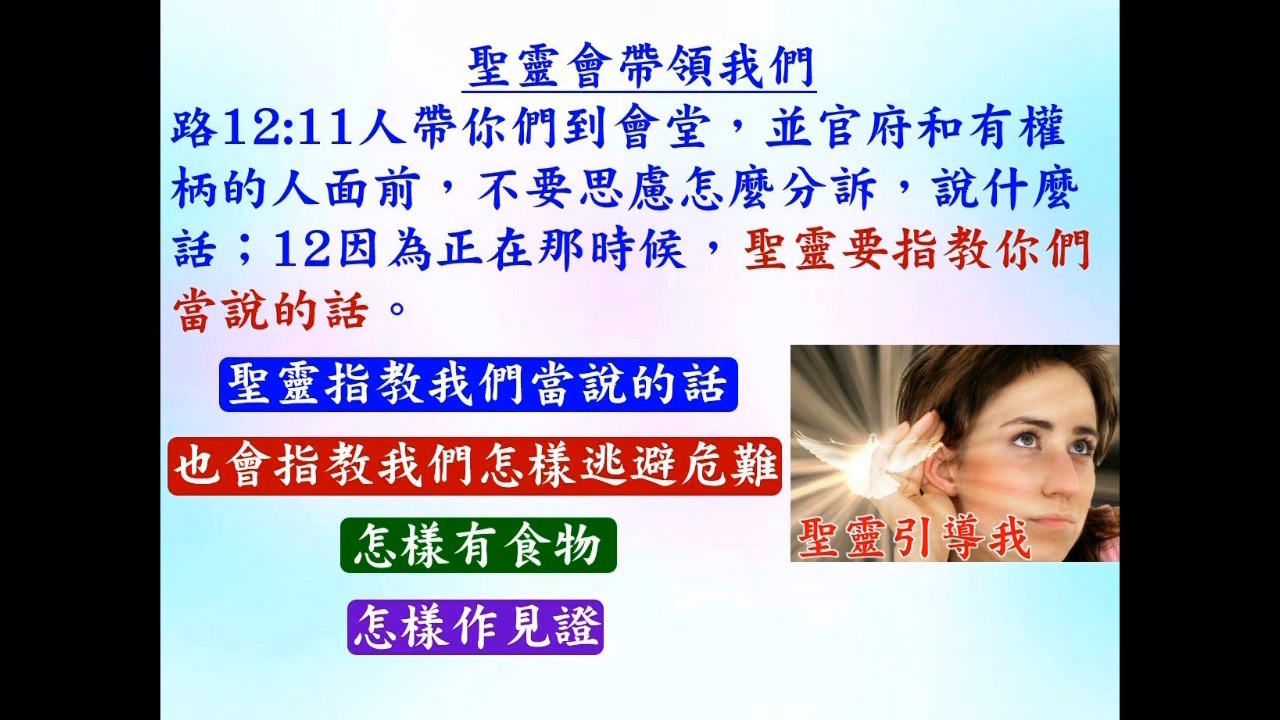 聖靈會帶領我們
路12:11人帶你們到會堂，並官府和有權
柄的人面前，不要思慮怎麼分訴，說什麼
話；12因為正在那時候，聖靈要指教你們
當說的話。
聖靈指教我們當說的話
也會指教我們怎樣逃避危難
怎樣有食物
怎樣作見證
聖靈引導我